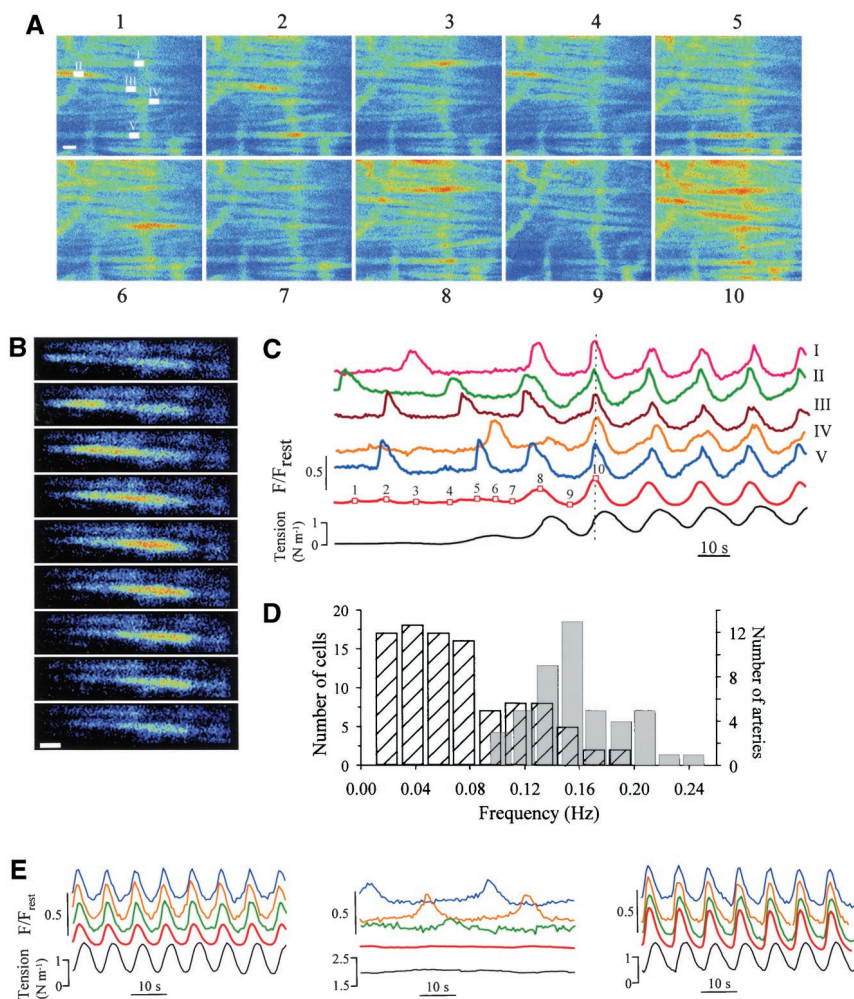 A
1 2 3 4 5
I
II
III
IV
V
6 7 8 9 10
B
C
I
II
III
IV
V
F/Frest
0.5
1 2 3 4 5 6 7 8 9 10
Tension
(N m-1)
1
0
10 s
D
Number of cells
20
15
10
5
0
Number of arteries
12
8
4
0
0.00 0.04 0.08 0.12 0.16 0.20 0.24
Frequency (Hz)
E
F/Frest
0.5
Tension
(N m-1)
1
0
10 s
0.5
2.5
1.5
10 s
0.5
1
0
10 s